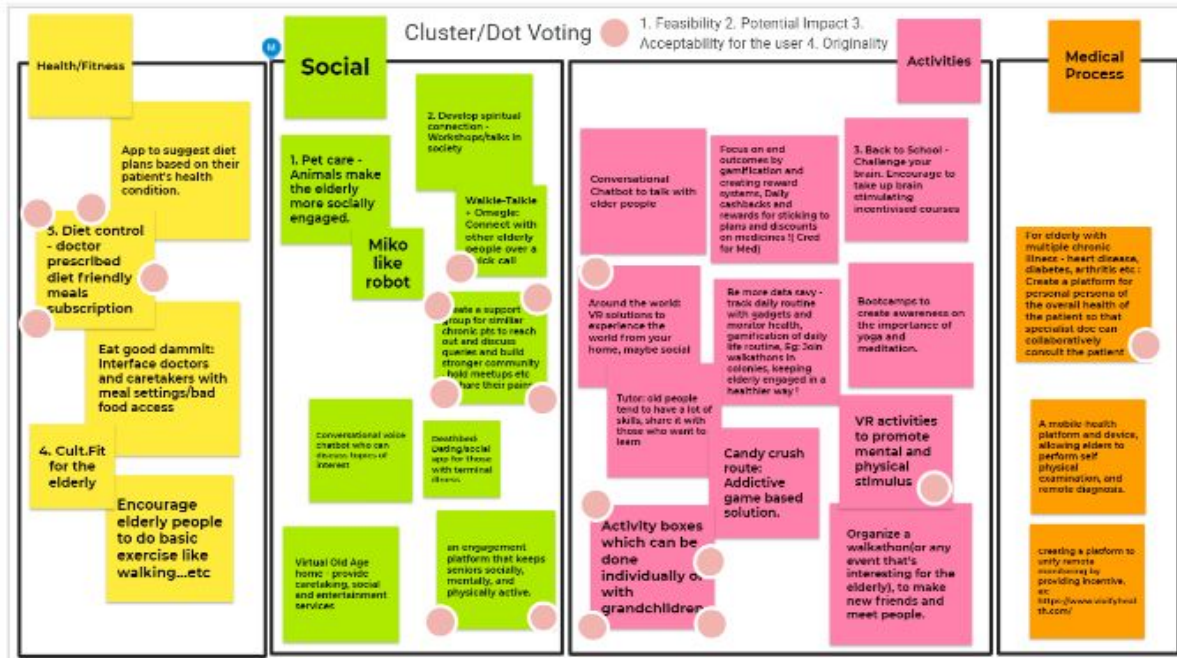 Cluster/Dot Voting
1. Feasibility 2. Potential Impact 3.
Acceptability for the user 4. Originality
Health/Fitness
App to suggest diet
plans based on their
patient's health
condition.
5. Diet control
- doctor
prescribed
diet friendly
meals
subscription
Eat good dammit:
Interface doctors
and caretakers with
meal settings/bad
food access
4. Cult.Fit
for the
elderly
Encourage
elderly people
to do basic
exercise like
walking...etc
M
Social
2. Develop spiritual
connection -
Workshops/talks in
society
1. Pet care -
Animals make
the elderly
more socially
engaged.
Walkie-Talkie
+ Omegle:
Connect with
other elderly
people over a
call
Miko
like
robot
a support
group for similar
chronic pts to reach
out and discuss
queries and build
stronger community
hold meetups etc
their pains
Conversational voice
chatbot who can
discuss topics of
interest
Deathbed:
Dating/social
app for those
with terminal
illness.
Virtual Old Age
home - provide
caretaking, social
and entertainment
services
an engagement
platform that keeps
seniors socially,
mentally, and
physically active.
Activities
Conversational
Chatbot to talk with
older people
Focus on end
outcomes by
gamification and
creating reward
systems, Daily
cashbacks and
rewards for sticking to
plans and discounts
on medicines !( Cred
for Med)
3. Back to School -
Challenge your
brain. Encourage to
take up brain
stimulating
incentivised courses
Around the world:
VR solutions to
experience the
world from your
home, maybe social
Be more data savy -
track daily routine
with gadgets and
monitor health,
gamification of daily
life routine, Eg: Join
walkathons in
colonies, keeping
elderly engaged in a
healthier way !
Bootcamps to
create awareness on
the importance of
yoga and
meditation.
Tutor: old people
tend to have a lot of
skills, share it with
those who want to
learn
Candy crush
route:
Addictive
game based
solution.
VR activities
to promote
mental and
physical
stimulus
Activity boxes
which can be
done
individually or
with
grandchildren
Organize a
walkathon(or any
event that's
interesting for the
elderly), to make
new friends and
meet people.
Medical
Process
For elderly with
multiple chronic
illness - heart disease,
diabetes, arthritis etc :
Create a platform for
personal persona of
the overall health of
the patient so that
specialist doc can
collaboratively
consult the patient
A mobile health
platform and device,
allowing elders to
perform self
physical
examination, and
remote diagnosis.
creating a platform to
unify remote
monitoring by
providing incentive,
ex: